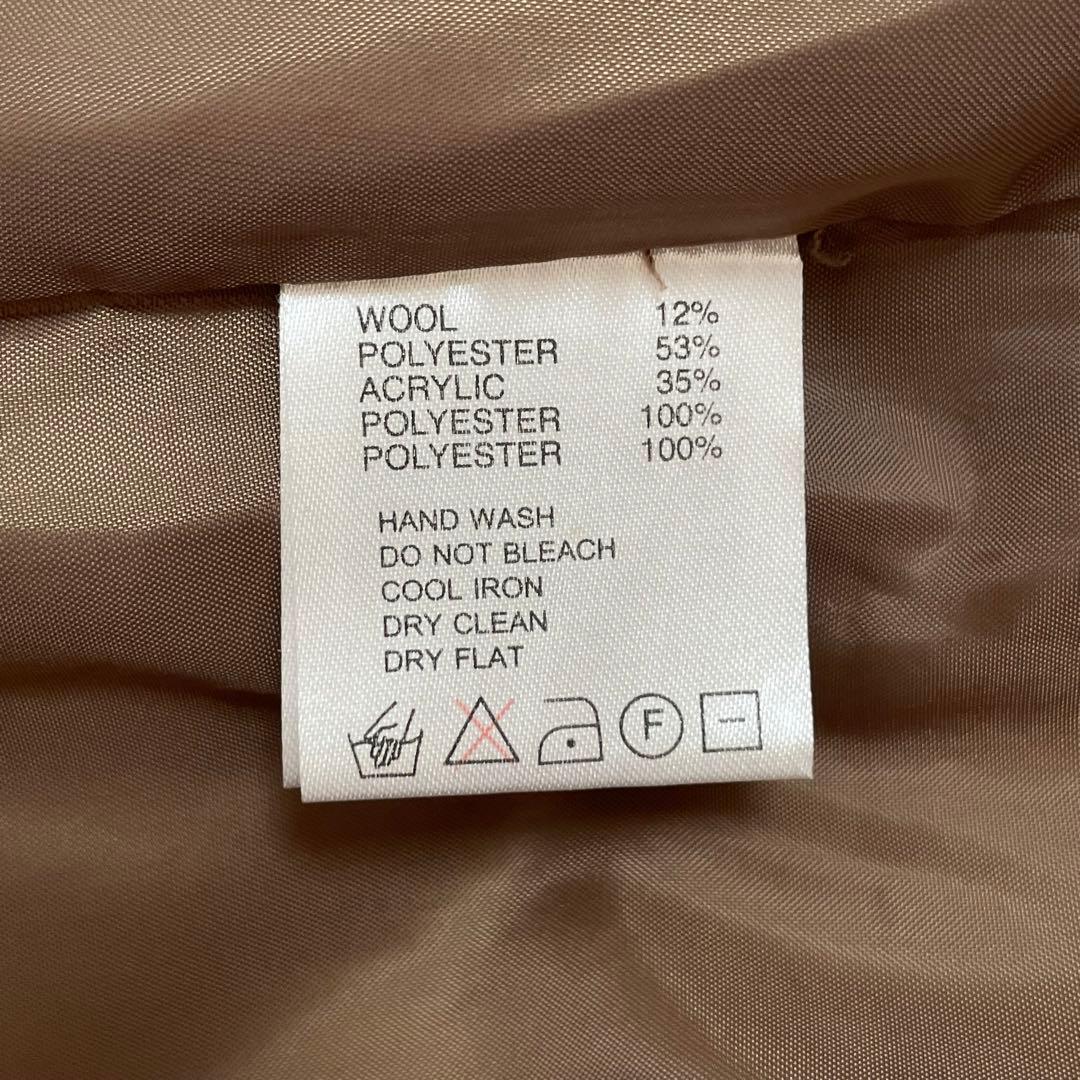 WOOL 12%
POLYESTER 53%
ACRYLIC 35%
POLYESTER 100%
POLYESTER 100%
HAND WASH
DO NOT BLEACH
COOL IRON
DRY CLEAN
DRY FLAT
F